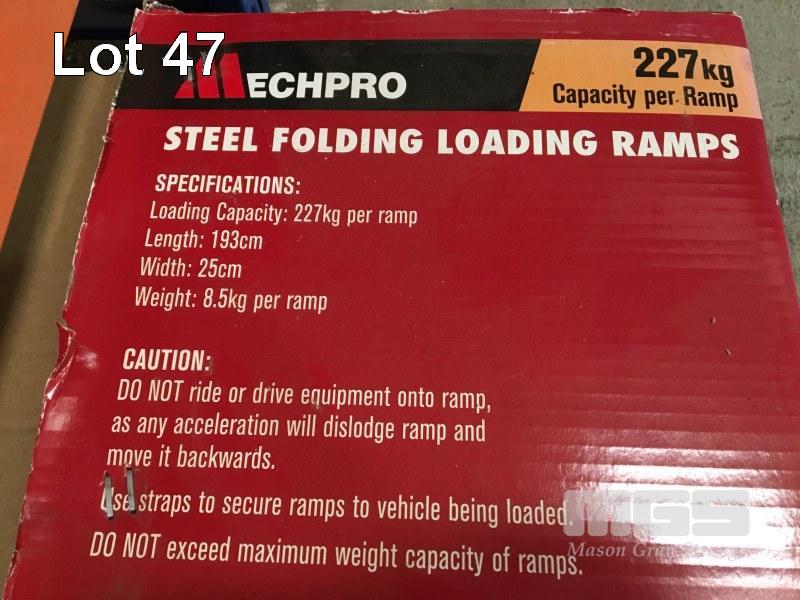 Lot 47
MECHPRO
227kg
Capacity per Ramp
STEEL FOLDING LOADING RAMPS
SPECIFICATIONS:
Loading Capacity: 227kg per ramp
Length: 193cm
Width: 25cm
Weight: 8.5kg per ramp
CAUTION:
DO NOT ride or drive equipment onto ramp,
as any acceleration will dislodge ramp and
move it backwards.
Use straps to secure ramps to vehicle being loaded.
MGS
Mason Gray
DO NOT exceed maximum weight capacity of ramps.